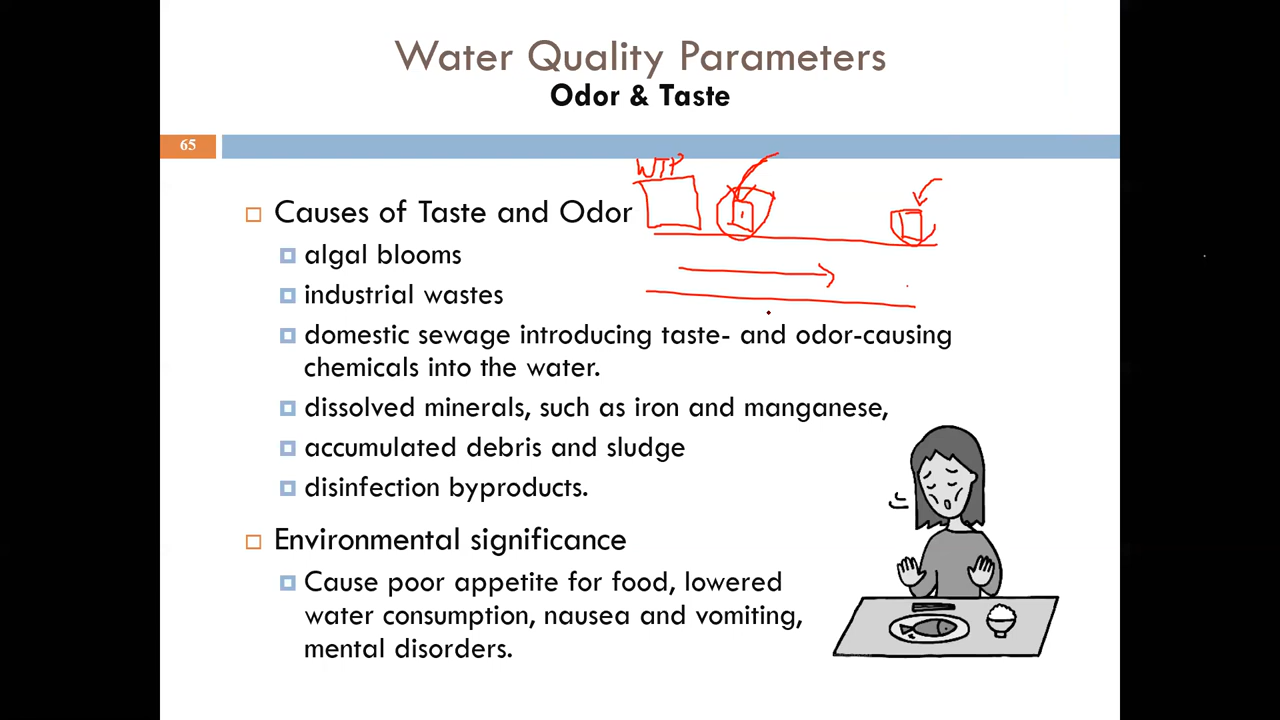 Water Quality Parameters
Odor & Taste
65
WTP
Causes of Taste and Odor
algal blooms
industrial wastes
domestic sewage introducing taste- and odor-causing
chemicals into the water.
dissolved minerals, such as iron and manganese,
accumulated debris and sludge
disinfection byproducts.
Environmental significance
Cause poor appetite for food, lowered
water consumption, nausea and vomiting,
mental disorders.